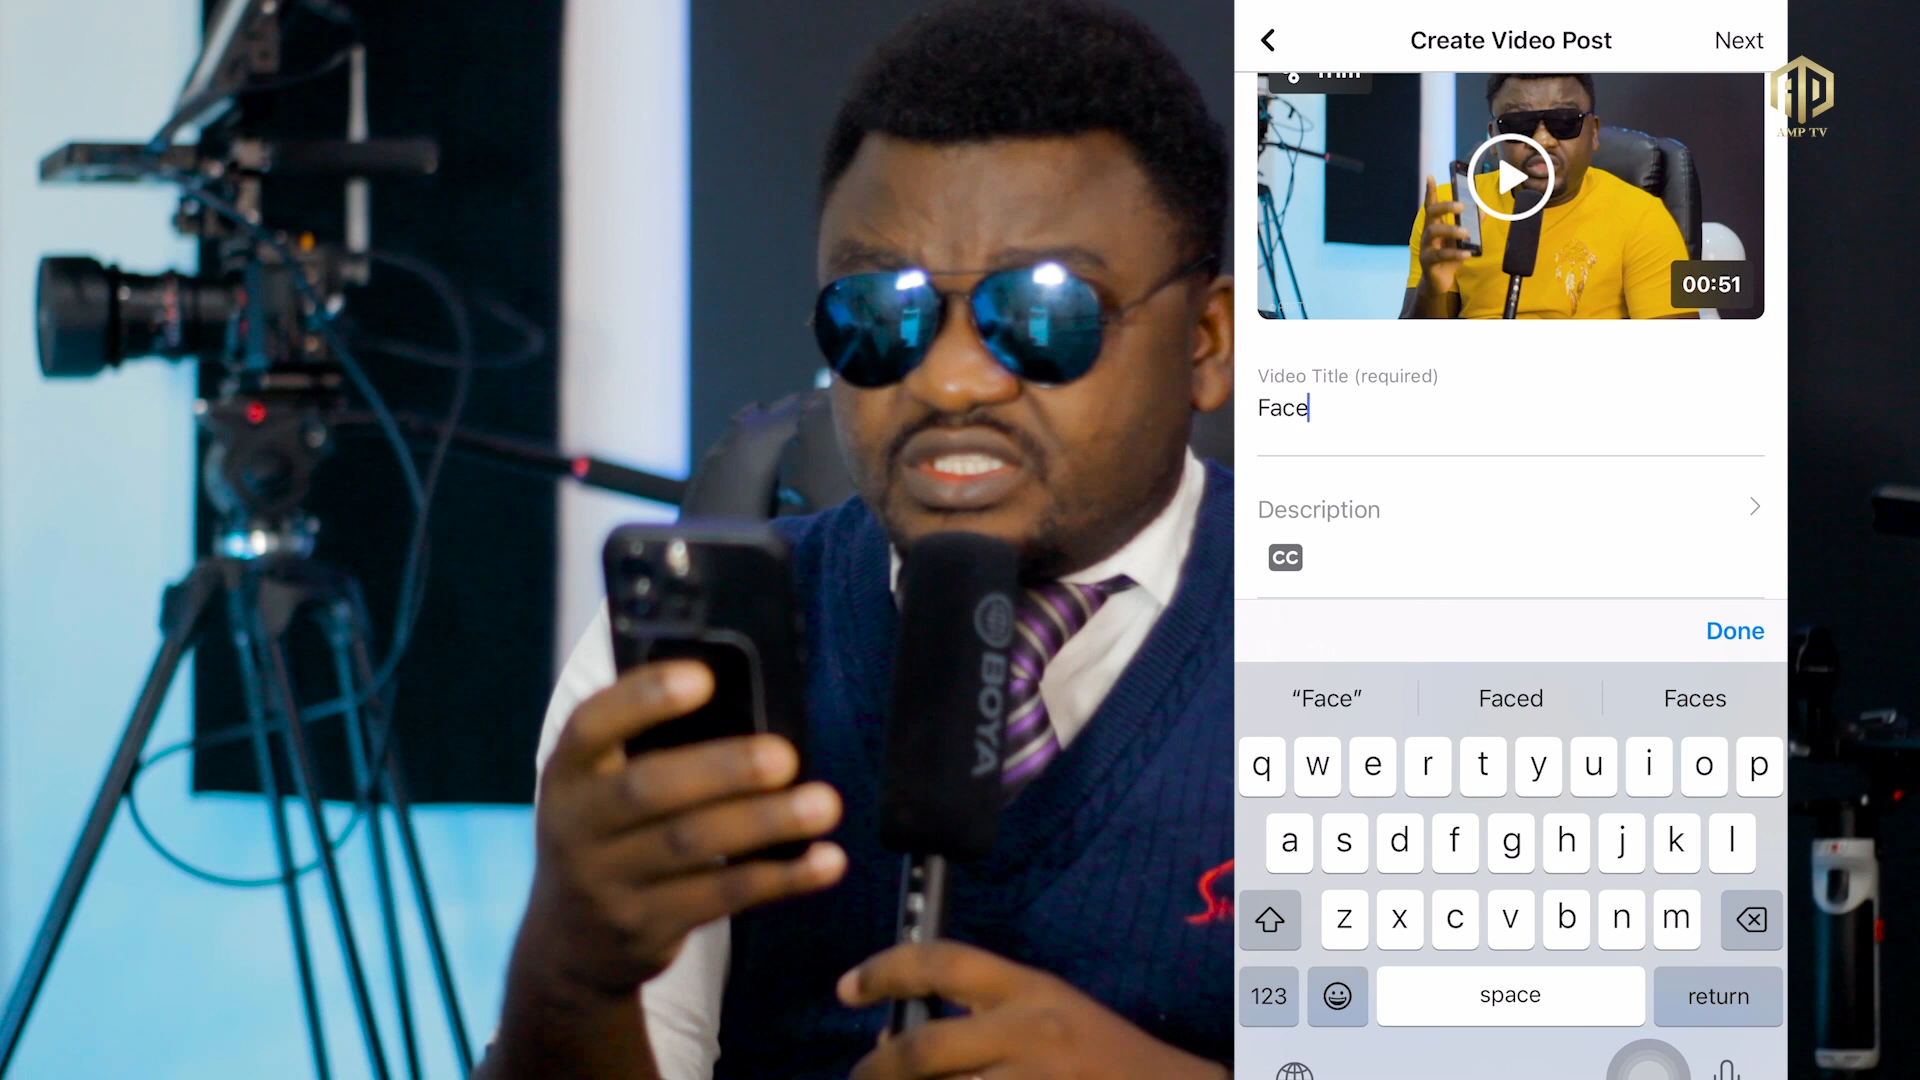 Create Video Post
Next
Trim
AMP TV
00:51
Video Title (required)
Face
Description
CC
Done
“Face”
Faced
Faces
q w e r t y u i o p
a s d f g h j k l
z x c v b n m
123
space
return
BOYA